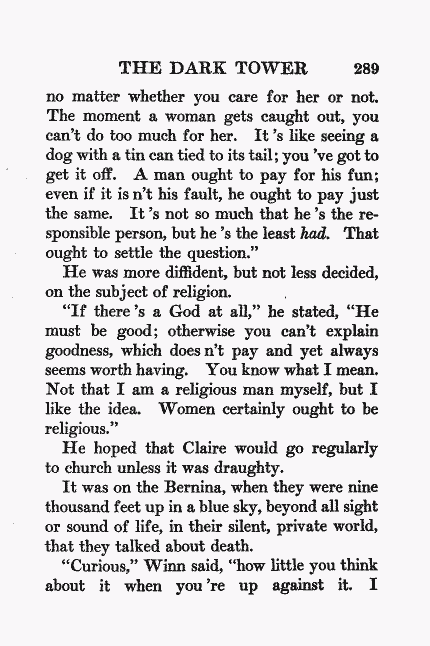 THE DARK TOWER 289
no matter whether you care for her or not.
The moment a woman gets caught out, you
can't do too much for her. It's like seeing a
dog with a tin can tied to its tail; you've got to
get it off. A man ought to pay for his fun;
even if it isn't his fault, he ought to pay just
the same. It's not so much that he's the re-
sponsible person, but he's the least had. That
ought to settle the question."
He was more diffident, but not less decided,
on the subject of religion.
"If there's a God at all," he stated, "He
must be good; otherwise you can't explain
goodness, which doesn't pay and yet always
seems worth having. You know what I mean.
Not that I am a religious man myself, but I
like the idea. Women certainly ought to be
religious."
He hoped that Claire would go regularly
to church unless it was draughty.
It was on the Bernina, when they were nine
thousand feet up in a blue sky, beyond all sight
or sound of life, in their silent, private world,
that they talked about death.
"Curious," Winn said, "how little you think
about it when you're up against it. I